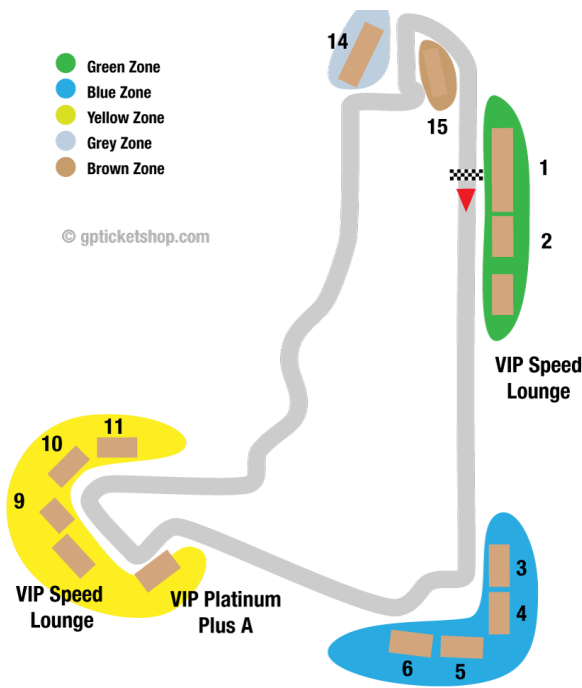 14
15
Green Zone
Blue Zone
Yellow Zone
Grey Zone
Brown Zone
1
© gpticketshop.com
2
VIP Speed
Lounge
11
10
9
VIP Speed
Lounge
VIP Platinum
Plus A
3
4
5
6